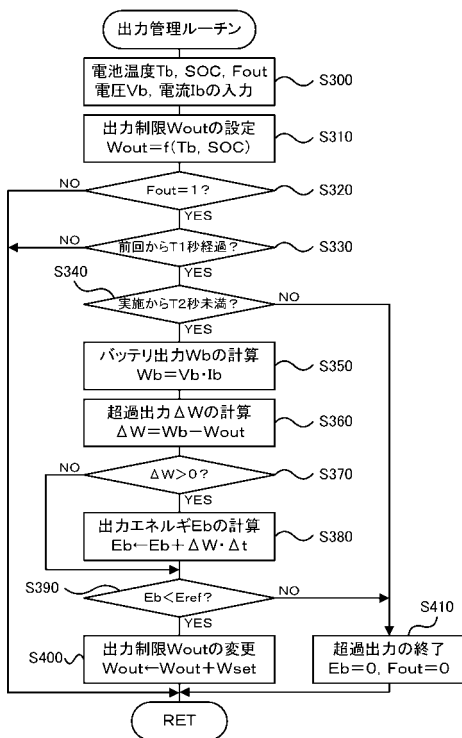 出力管理ルーチン
電池温度Tb, SOC, Fout
電圧Vb, 電流Ibの入力
S300
出力制限Woutの設定
Wout=f(Tb, SOC)
S310
NO
Fout=1?
S320
YES
NO
前回からT1秒経過?
S330
S340
YES
実施からT2秒未満?
NO
YES
バッテリ出力Wbの計算
Wb=Vb・Ib
S350
超過出力ΔWの計算
ΔW=Wb−Wout
S360
NO
ΔW>0?
S370
YES
出力エネルギEbの計算
Eb←Eb+ΔW・Δt
S380
S390
Eb<Eref?
NO
YES
S410
出力制限Woutの変更
Wout←Wout+Wset
S400
超過出力の終了
Eb=0, Fout=0
RET